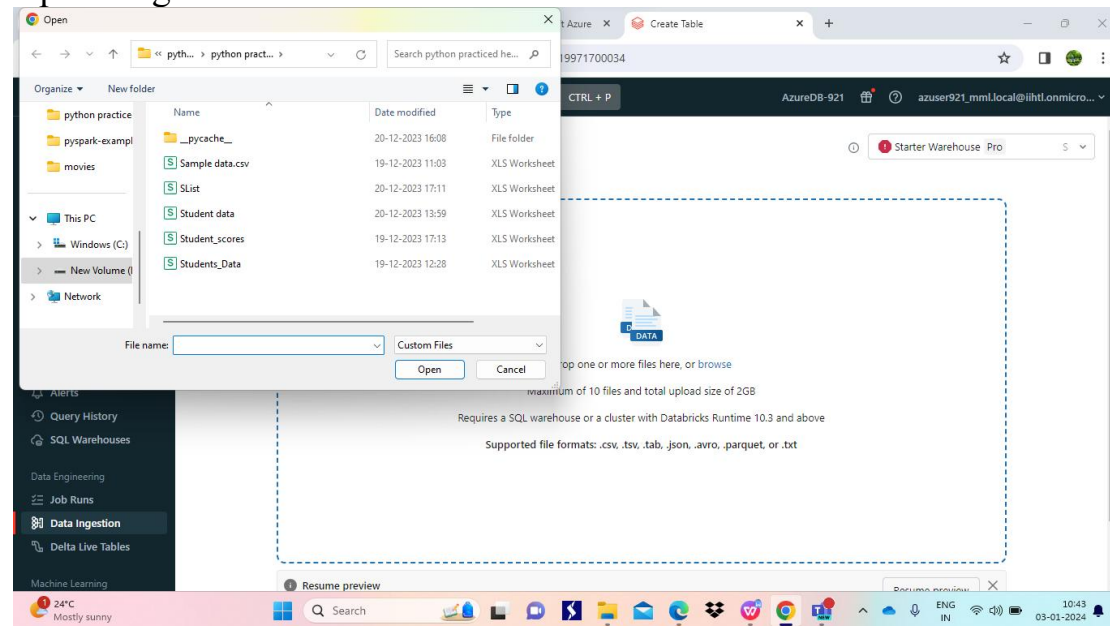 Open
t Azure
Create Table
« pyth... > python pract... >
Search python practiced he...
19971700034
Organize
New folder
CTRL + P
AzureDB-921
azuser921_mml.local@iihtl.onmicro...
Name
Date modified
Type
python practice
pyspark-exampl
movies
This PC
Windows (C:)
New Volume (
Network
__pycache__
20-12-2023 16:08
File folder
Sample data.csv
19-12-2023 11:03
XLS Worksheet
SList
20-12-2023 17:11
XLS Worksheet
Student data
20-12-2023 13:59
XLS Worksheet
Student_scores
19-12-2023 17:13
XLS Worksheet
Students_Data
19-12-2023 12:28
XLS Worksheet
File name:
Custom Files
Open
Cancel
Starter Warehouse Pro
S
DATA
rop one or more files here, or browse
Maximum of 10 files and total upload size of 2GB
Requires a SQL warehouse or a cluster with Databricks Runtime 10.3 and above
Supported file formats: .csv, .tsv, .tab, .json, .avro, .parquet, or .txt
Alerts
Query History
SQL Warehouses
Data Engineering
Job Runs
Data Ingestion
Delta Live Tables
Machine Learning
Resume preview
Resume preview
24°C
Mostly sunny
Search
NEW
ENG
IN
10:43
03-01-2024